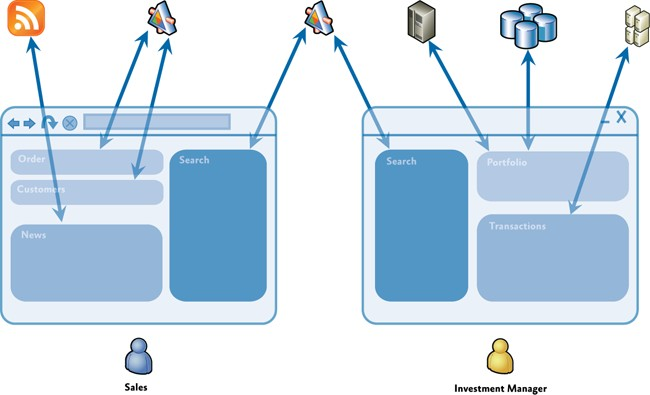 Order
Customers
News
Search
Search
Portfolio
Transactions
Sales
Investment Manager